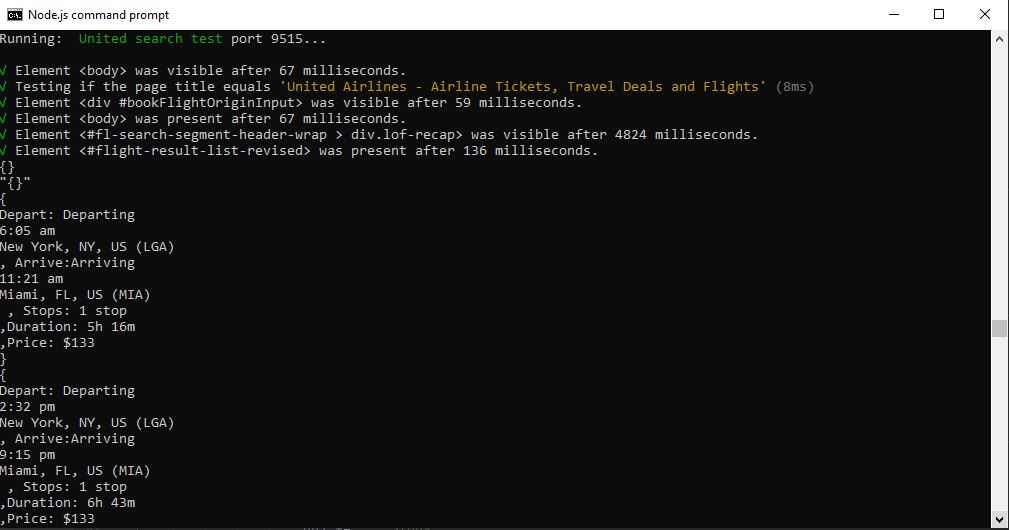 Node.js command prompt
Running:  United search test port 9515...
√ Element <body> was visible after 67 milliseconds.
√ Testing if the page title equals 'United Airlines - Airline Tickets, Travel Deals and Flights' (8ms)
√ Element <div #bookFlightOriginInput> was visible after 59 milliseconds.
√ Element <body> was present after 67 milliseconds.
√ Element <#fl-search-segment-header-wrap > div.lof-recap> was visible after 4824 milliseconds.
√ Element <#flight-result-list-revised> was present after 136 milliseconds.
{}
"{}"
{
Depart: Departing
6:05 am
New York, NY, US (LGA)
, Arrive:Arriving
11:21 am
Miami, FL, US (MIA)
 , Stops: 1 stop
,Duration: 5h 16m
,Price: $133
}
{
Depart: Departing
2:32 pm
New York, NY, US (LGA)
, Arrive:Arriving
9:15 pm
Miami, FL, US (MIA)
 , Stops: 1 stop
,Duration: 6h 43m
,Price: $133